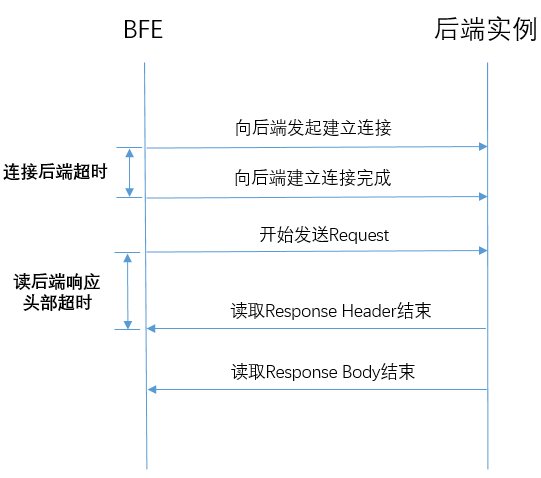 BFE
后端实例
向后端发起建立连接
连接后端超时
向后端建立连接完成
开始发送Request
读后端响应
头部超时
读取Response Header结束
读取Response Body结束